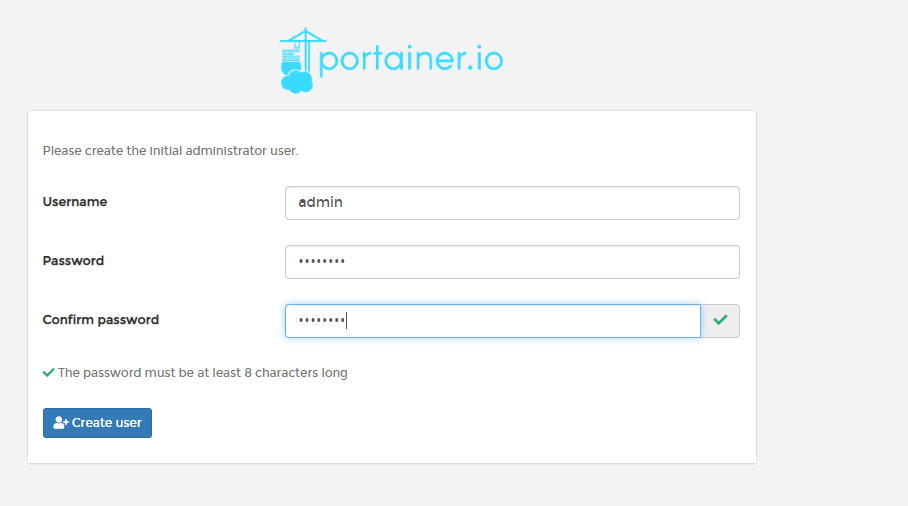 portainer.io
Please create the initial administrator user.
Username
admin
Password
••••••••
Confirm password
••••••••
The password must be at least 8 characters long
Create user